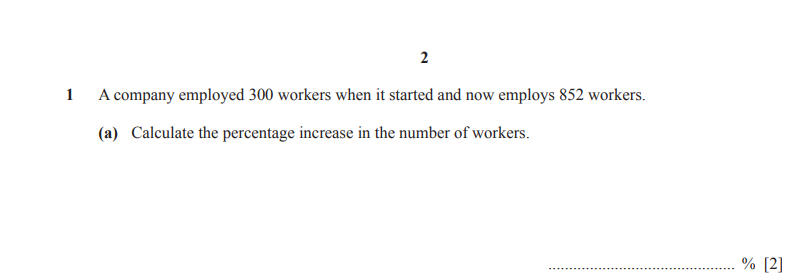 2
1 A company employed 300 workers when it started and now employs 852 workers.
(a) Calculate the percentage increase in the number of workers.
.............................................. % [2]